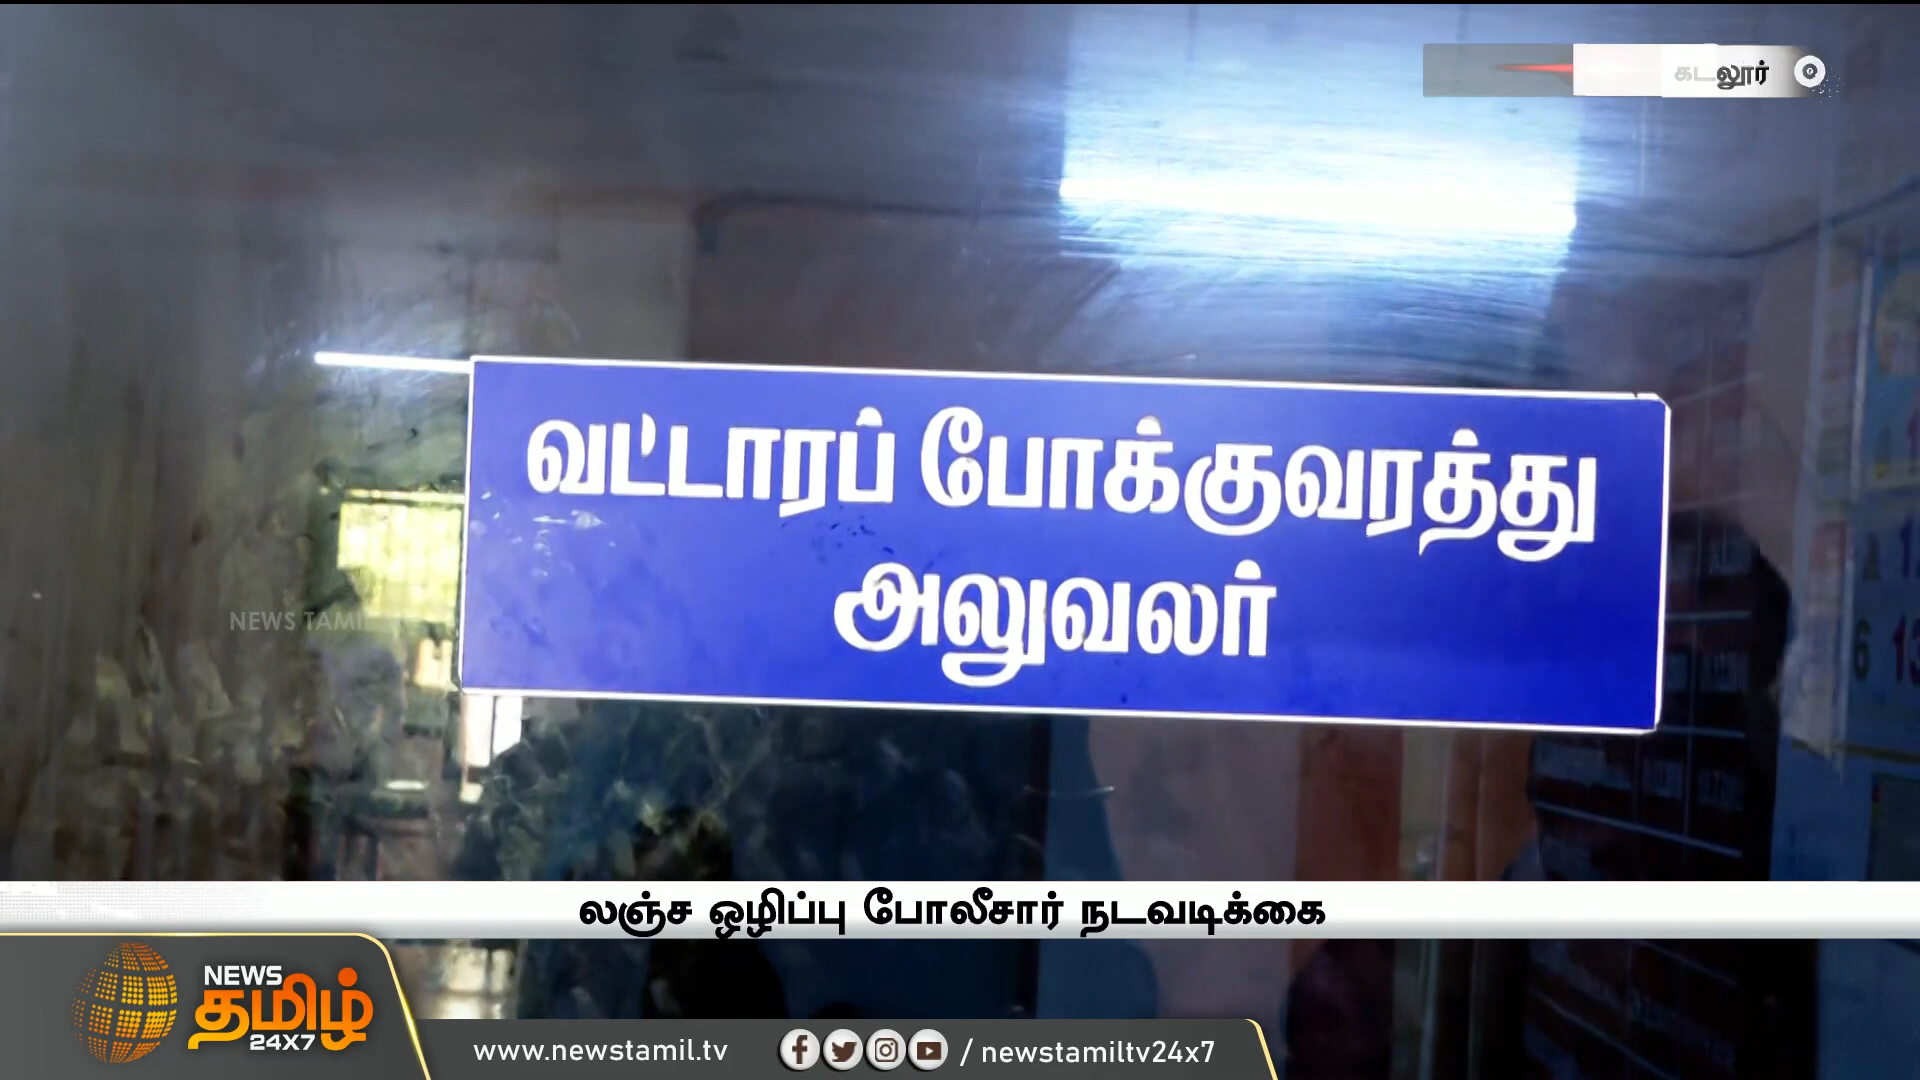 கடலூர்
வட்டாரப் போக்குவரத்து
அலுவலர்
NEWS TAMIL
லஞ்ச ஒழிப்பு போலீசார் நடவடிக்கை
NEWS
தமிழ்
24X7
www.newstamil.tv
/ newstamiltv24x7